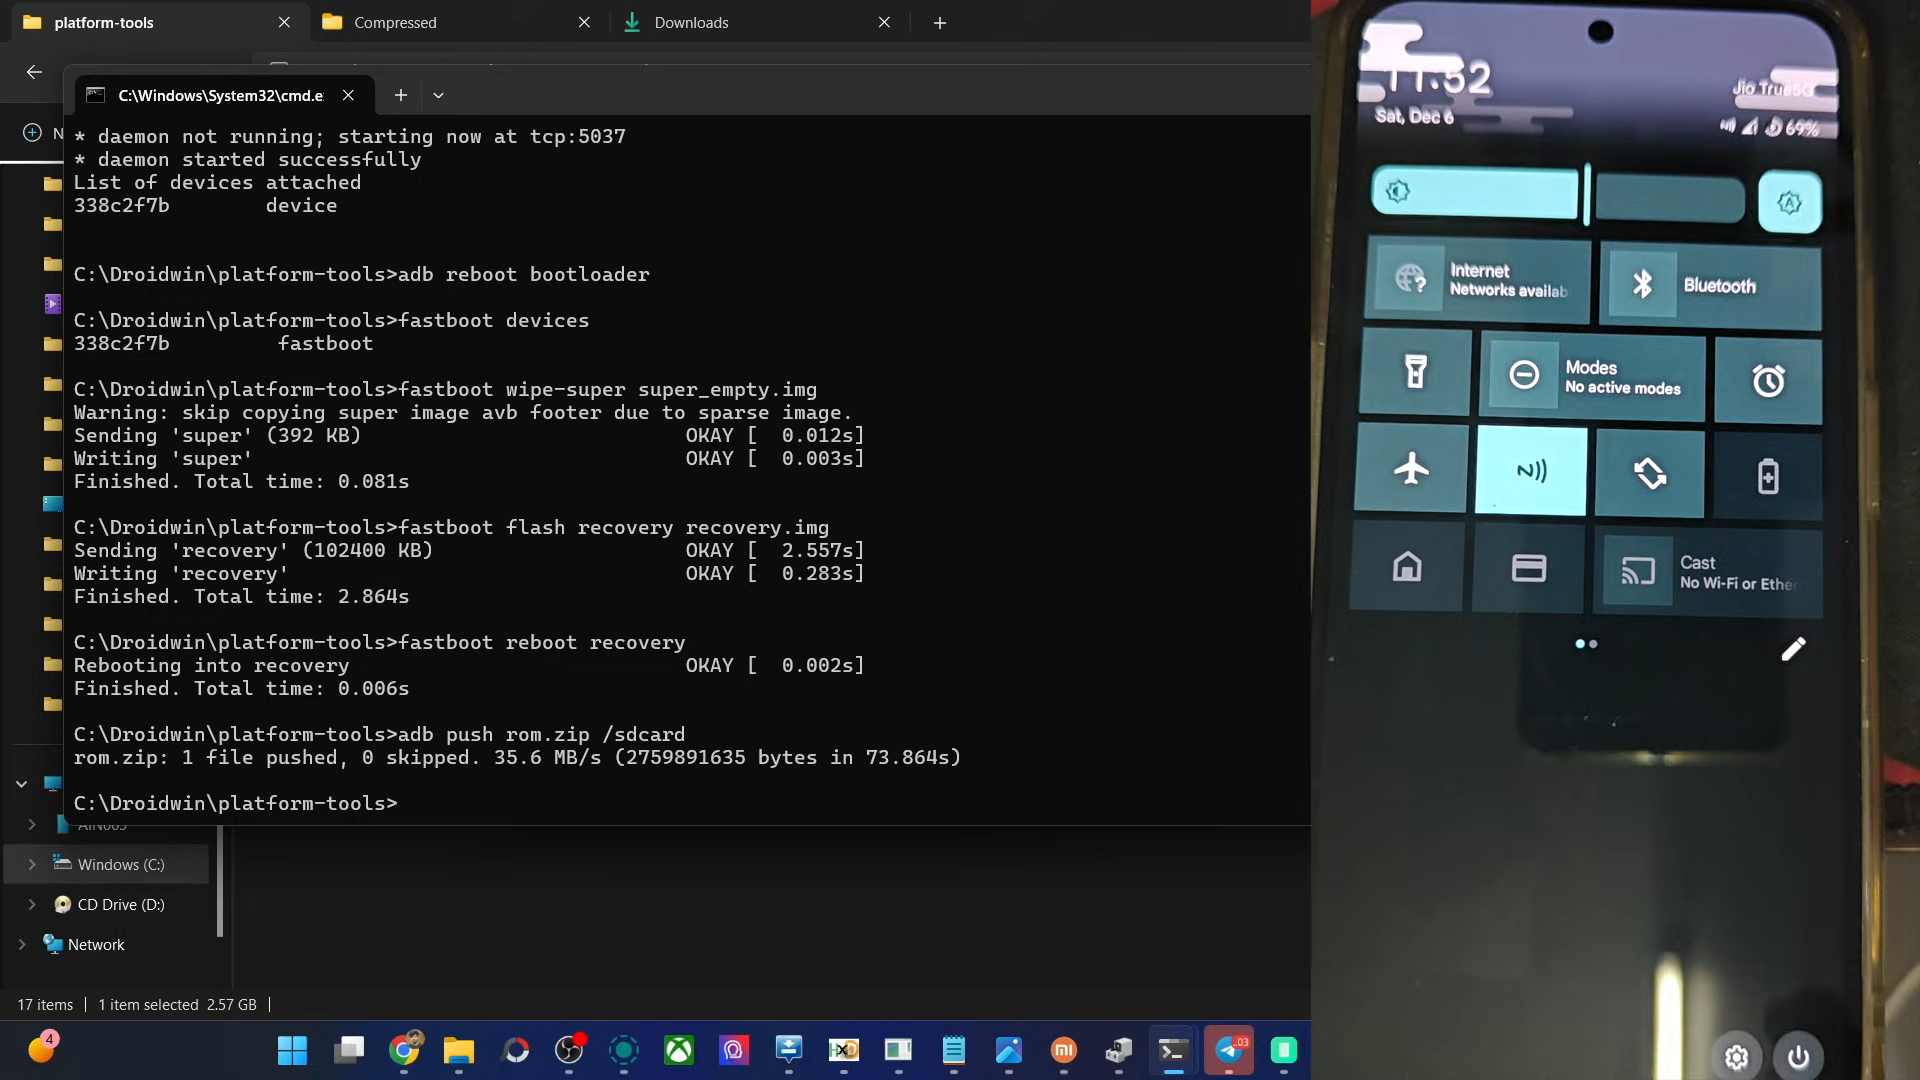 platform-tools
Compressed
Downloads
C:\Windows\System32\cmd.e
* daemon not running; starting now at tcp:5037
* daemon started successfully
List of devices attached
338c2f7b device
C:\Droidwin\platform-tools>adb reboot bootloader
C:\Droidwin\platform-tools>fastboot devices
338c2f7b fastboot
C:\Droidwin\platform-tools>fastboot wipe-super super_empty.img
Warning: skip copying super image avb footer due to sparse image.
Sending 'super' (392 KB) OKAY [ 0.012s]
Writing 'super' OKAY [ 0.003s]
Finished. Total time: 0.081s
C:\Droidwin\platform-tools>fastboot flash recovery recovery.img
Sending 'recovery' (102400 KB) OKAY [ 2.557s]
Writing 'recovery' OKAY [ 0.283s]
Finished. Total time: 2.864s
C:\Droidwin\platform-tools>fastboot reboot recovery
Rebooting into recovery OKAY [ 0.002s]
Finished. Total time: 0.006s
C:\Droidwin\platform-tools>adb push rom.zip /sdcard
rom.zip: 1 file pushed, 0 skipped. 35.6 MB/s (2759891635 bytes in 73.864s)
C:\Droidwin\platform-tools>
Windows (C:)
CD Drive (D:)
Network
17 items
1 item selected 2.57 GB
4
11:52
Sat, Dec 6
Jio True5G
69%
Internet
Networks availab
Bluetooth
Modes
No active modes
Cast
No Wi-Fi or Ether